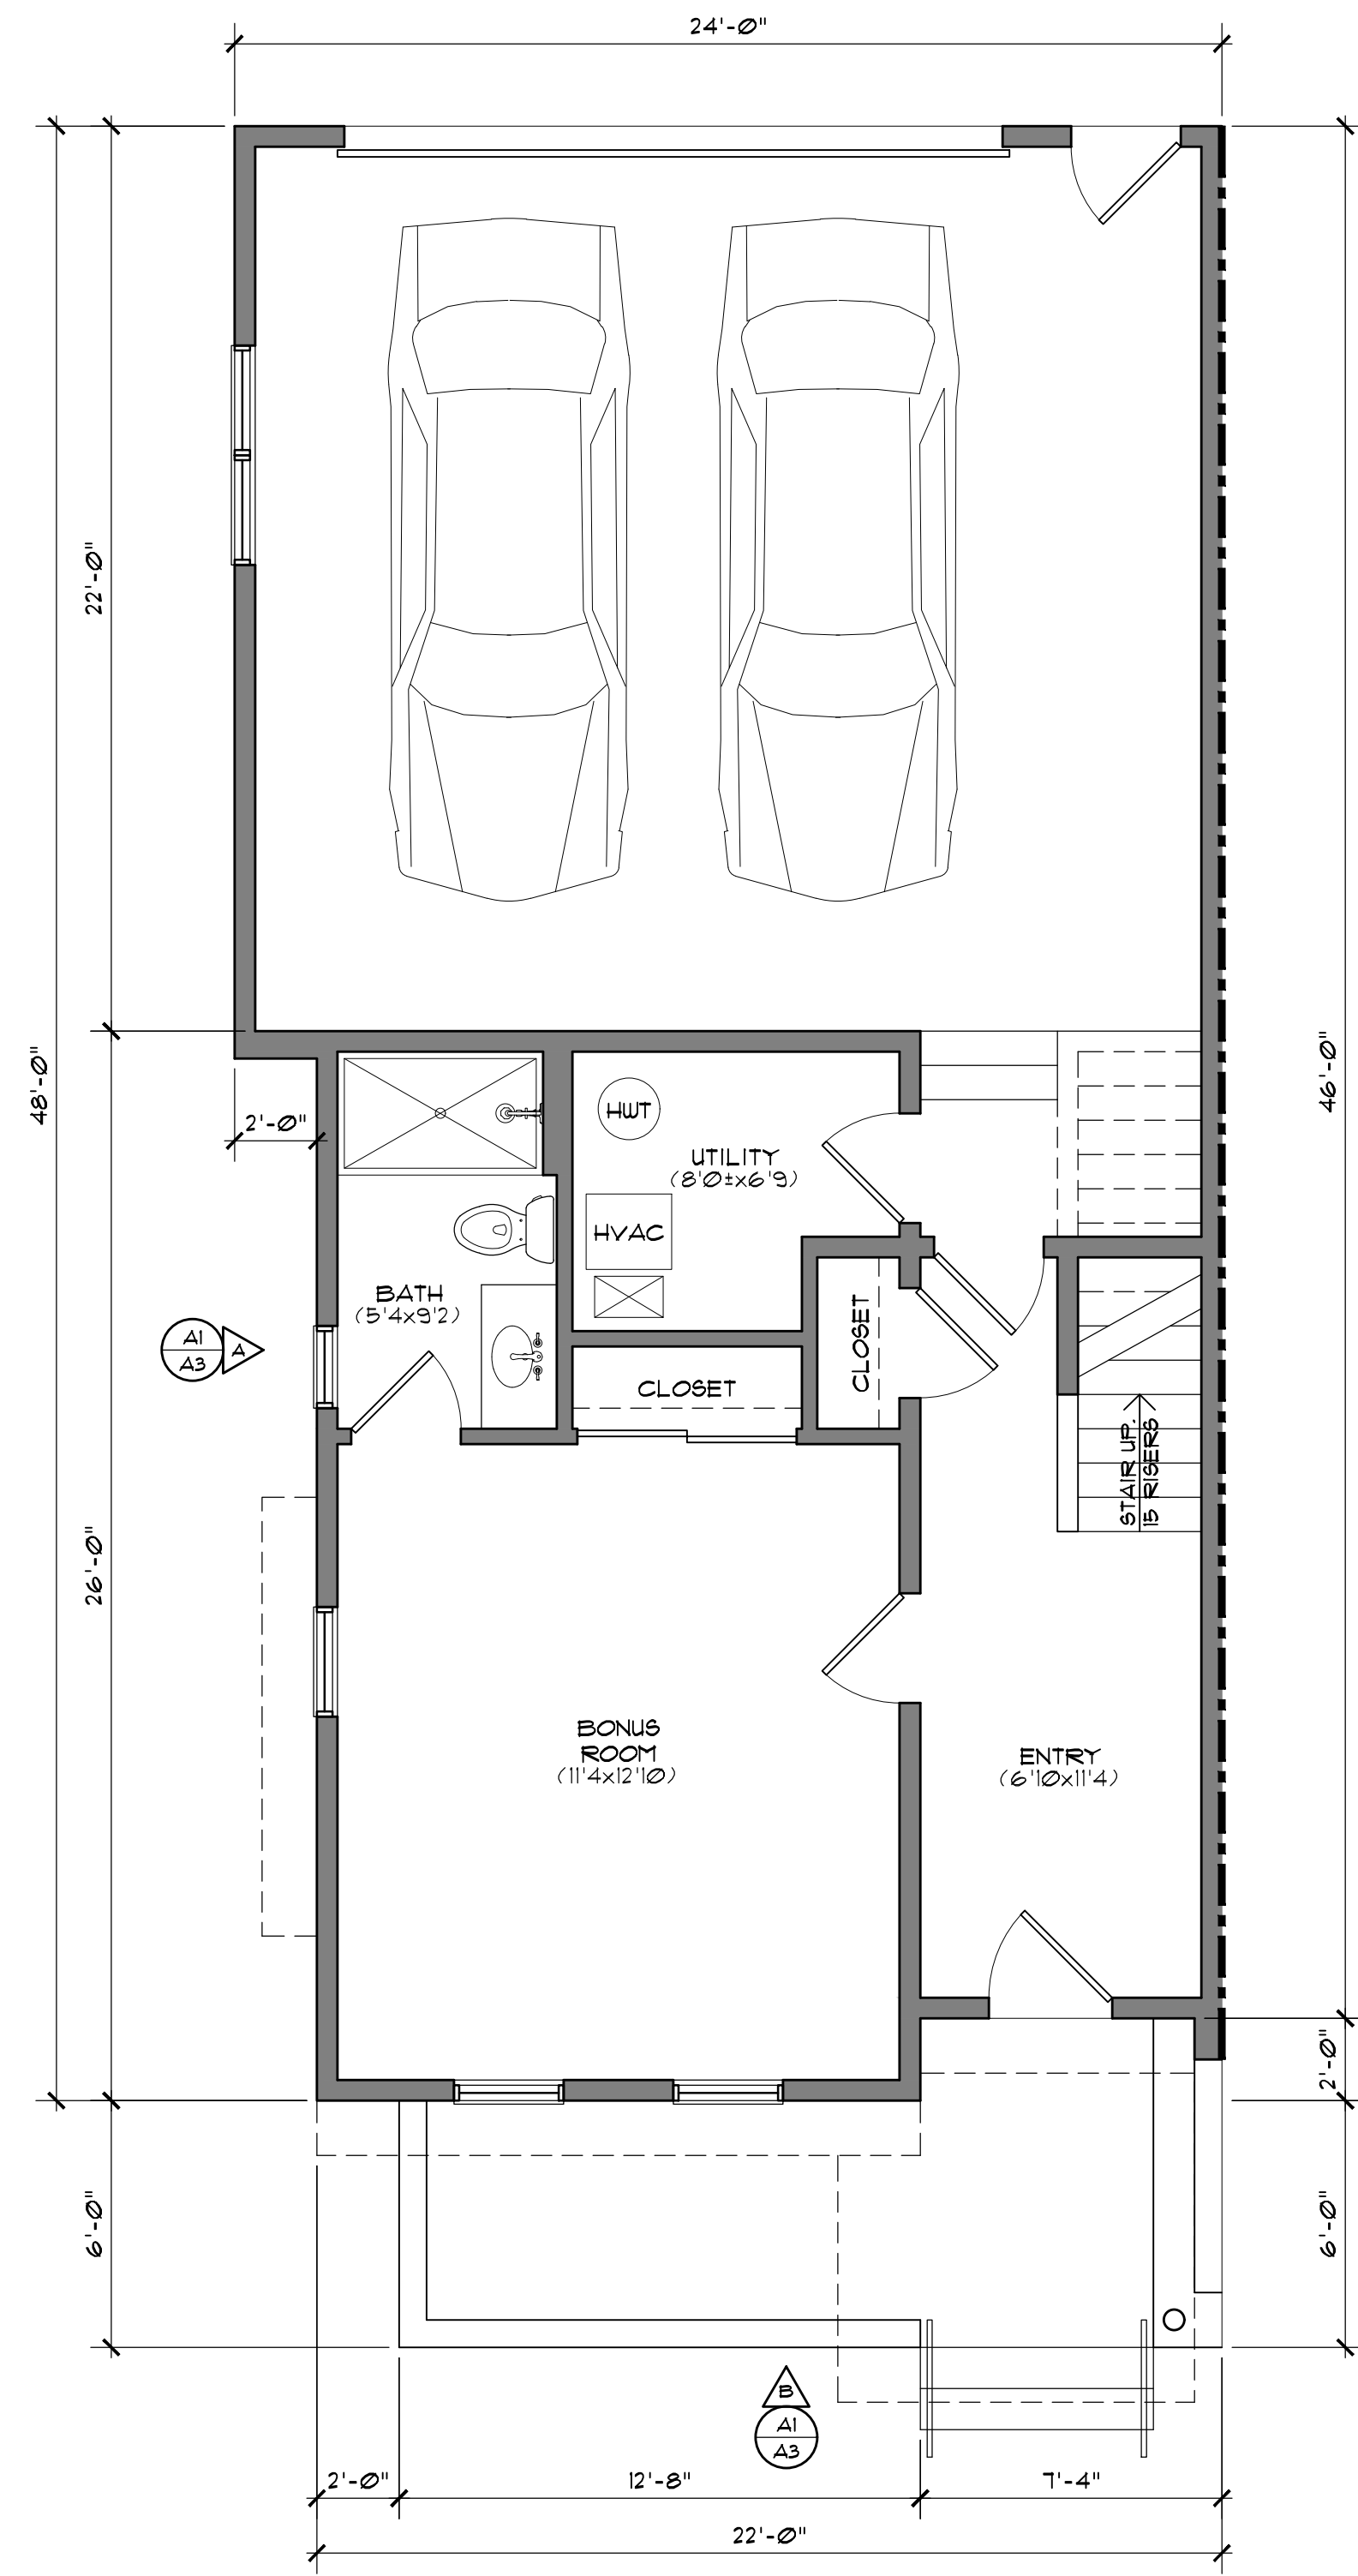 24'-0"
22'-0"
48'-0"
46'-0"
2'-0"
HWT
UTILITY
(8'0±x6'9)
HVAC
BATH
(5'4x9'2)
CLOSET
CLOSET
A1
A3
A
STAIR UP.
15 RISERS
26'-0"
BONUS
ROOM
(11'4x12'10)
ENTRY
(6'10x11'4)
2'-0"
6'-0"
6'-0"
B
A1
A3
2'-0"
12'-8"
7'-4"
22'-0"